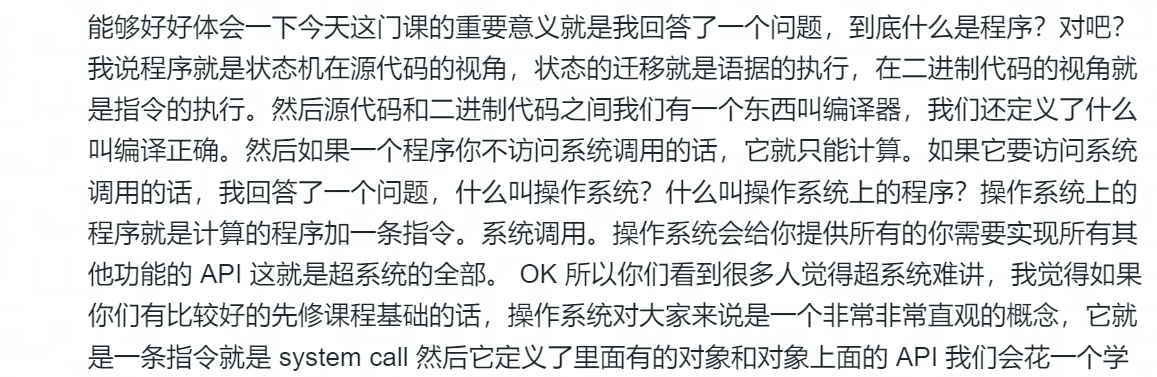 能够好好体会一下今天这门课的重要意义就是我回答了一个问题，到底什么是程序？对吧？
我说程序就是状态机在源代码的视角，状态的迁移就是语据的执行，在二进制代码的视角就
是指令的执行。然后源代码和二进制代码之间我们有一个东西叫编译器，我们还定义了什么
叫编译正确。然后如果一个程序你不访问系统调用的话，它就只能计算。如果它要访问系统
调用的话，我回答了一个问题，什么叫操作系统？什么叫操作系统上的程序？操作系统上的
程序就是计算的程序加一条指令。系统调用。操作系统会给你提供所有的你需要实现所有其
他功能的 API 这就是超系统的全部。 OK 所以你们看到很多人觉得超系统难讲，我觉得如果
你们有比较好的先修课程基础的话，操作系统对大家来说是一个非常非常直观的概念，它就
是一条指令就是 system call 然后它定义了里面有的对象和对象上面的 API 我们会花一个学